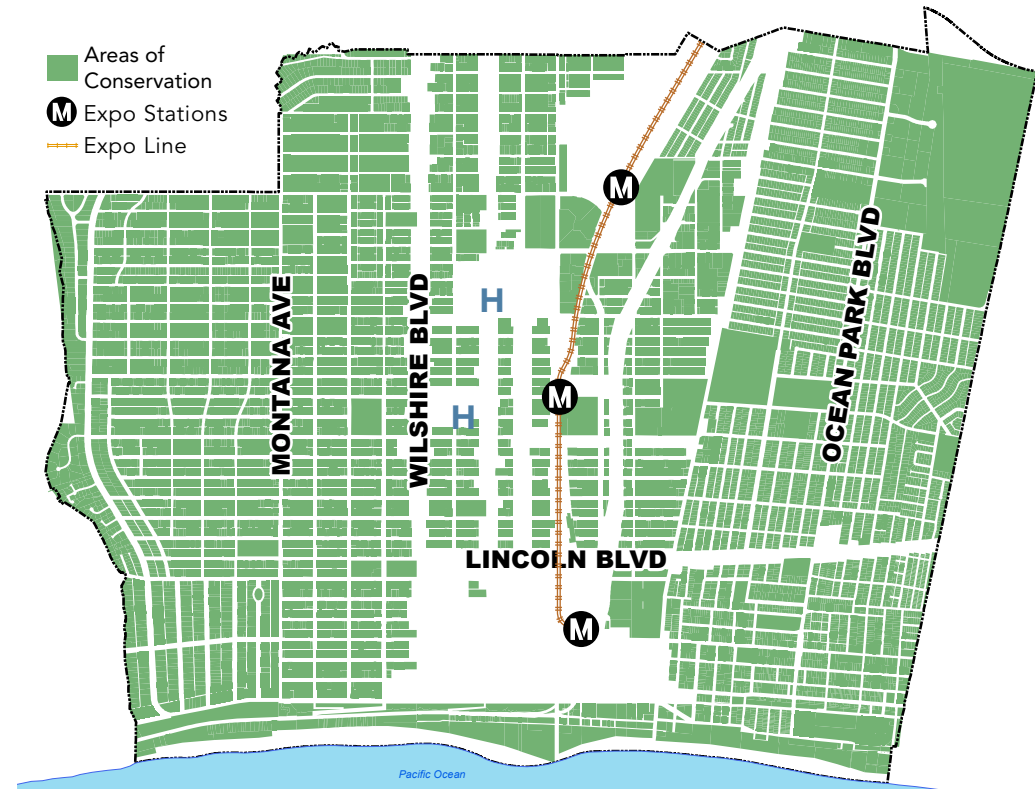 Areas of
Conservation
M Expo Stations
Expo Line
M
MONTANA AVE
WILSHIRE BLVD
OCEAN PARK BLVD
H
M
H
LINCOLN BLVD
M
Pacific Ocean